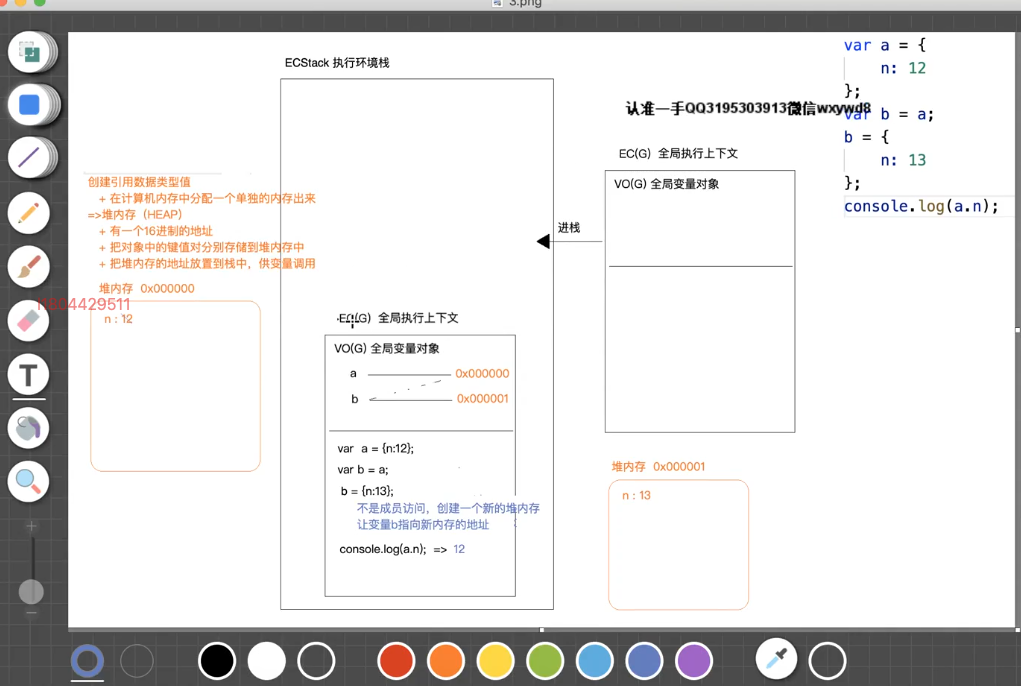 3.png
ECStack 执行环境栈
var a = {
n: 12
};
var b = a;
b = {
n: 13
};
console.log(a.n);
认准一手QQ3195303913微信wxywd8
EC(G) 全局执行上下文
VO(G) 全局变量对象
进栈
创建引用数据类型值
+ 在计算机内存中分配一个单独的内存出来
=>堆内存（HEAP）
+ 有一个16进制的地址
+ 把对象中的键值对分别存储到堆内存中
+ 把堆内存的地址放置到栈中，供变量调用
堆内存 0x000000
n : 12
EC(G) 全局执行上下文
VO(G) 全局变量对象
a 0x000000
b 0x000001
var a = {n:12};
var b = a;
b = {n:13};
不是成员访问，创建一个新的堆内存
让变量b指向新内存的地址
console.log(a.n); => 12
堆内存 0x000001
n : 13
T